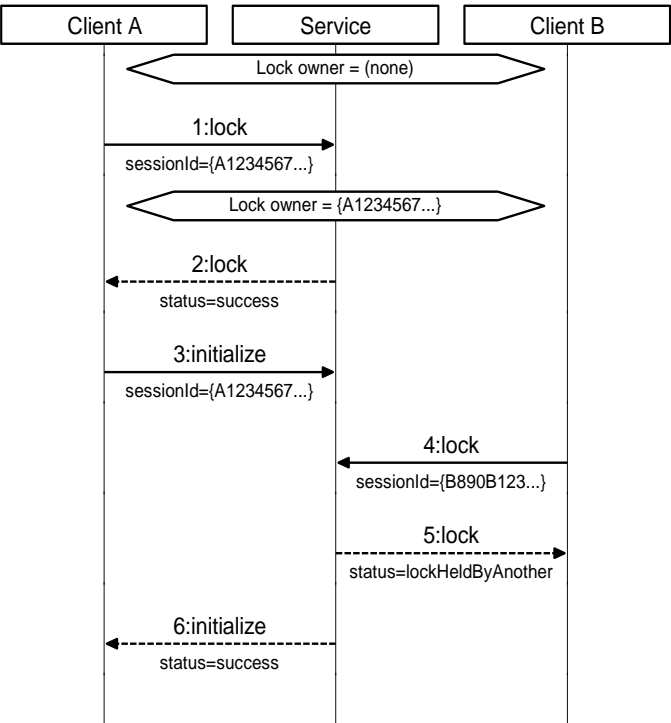 Client A
Service
Client B
Lock owner = (none)
1:lock
sessionId={A1234567...}
Lock owner = {A1234567...}
2:lock
status=success
3:initialize
sessionId={A1234567...}
4:lock
sessionId={B890B123...}
5:lock
status=lockHeldByAnother
6:initialize
status=success